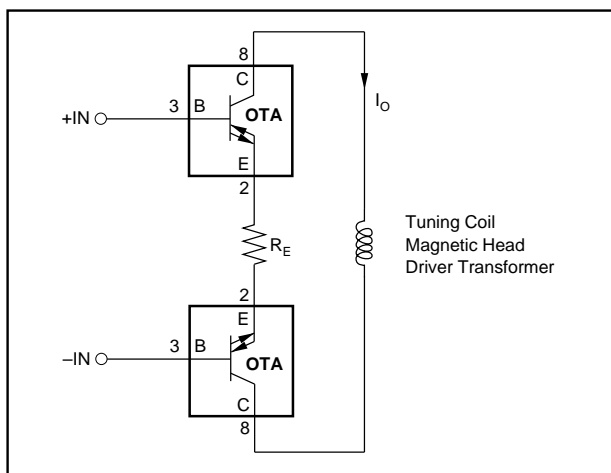 8
C
3 B
+IN
OTA
I_O
E
2
R_E
Tuning Coil
Magnetic Head
Driver Transformer
2
E
3 B
–IN
OTA
C
8